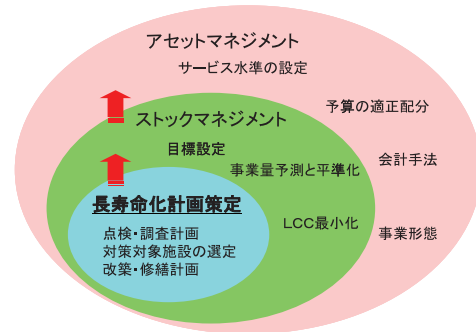 アセットマネジメント
サービス水準の設定
予算の適正配分
ストックマネジメント
目標設定
事業量予測と平準化
会計手法
長寿命化計画策定
LCC最小化
事業形態
点検・調査計画
対策対象施設の選定
改築・修繕計画